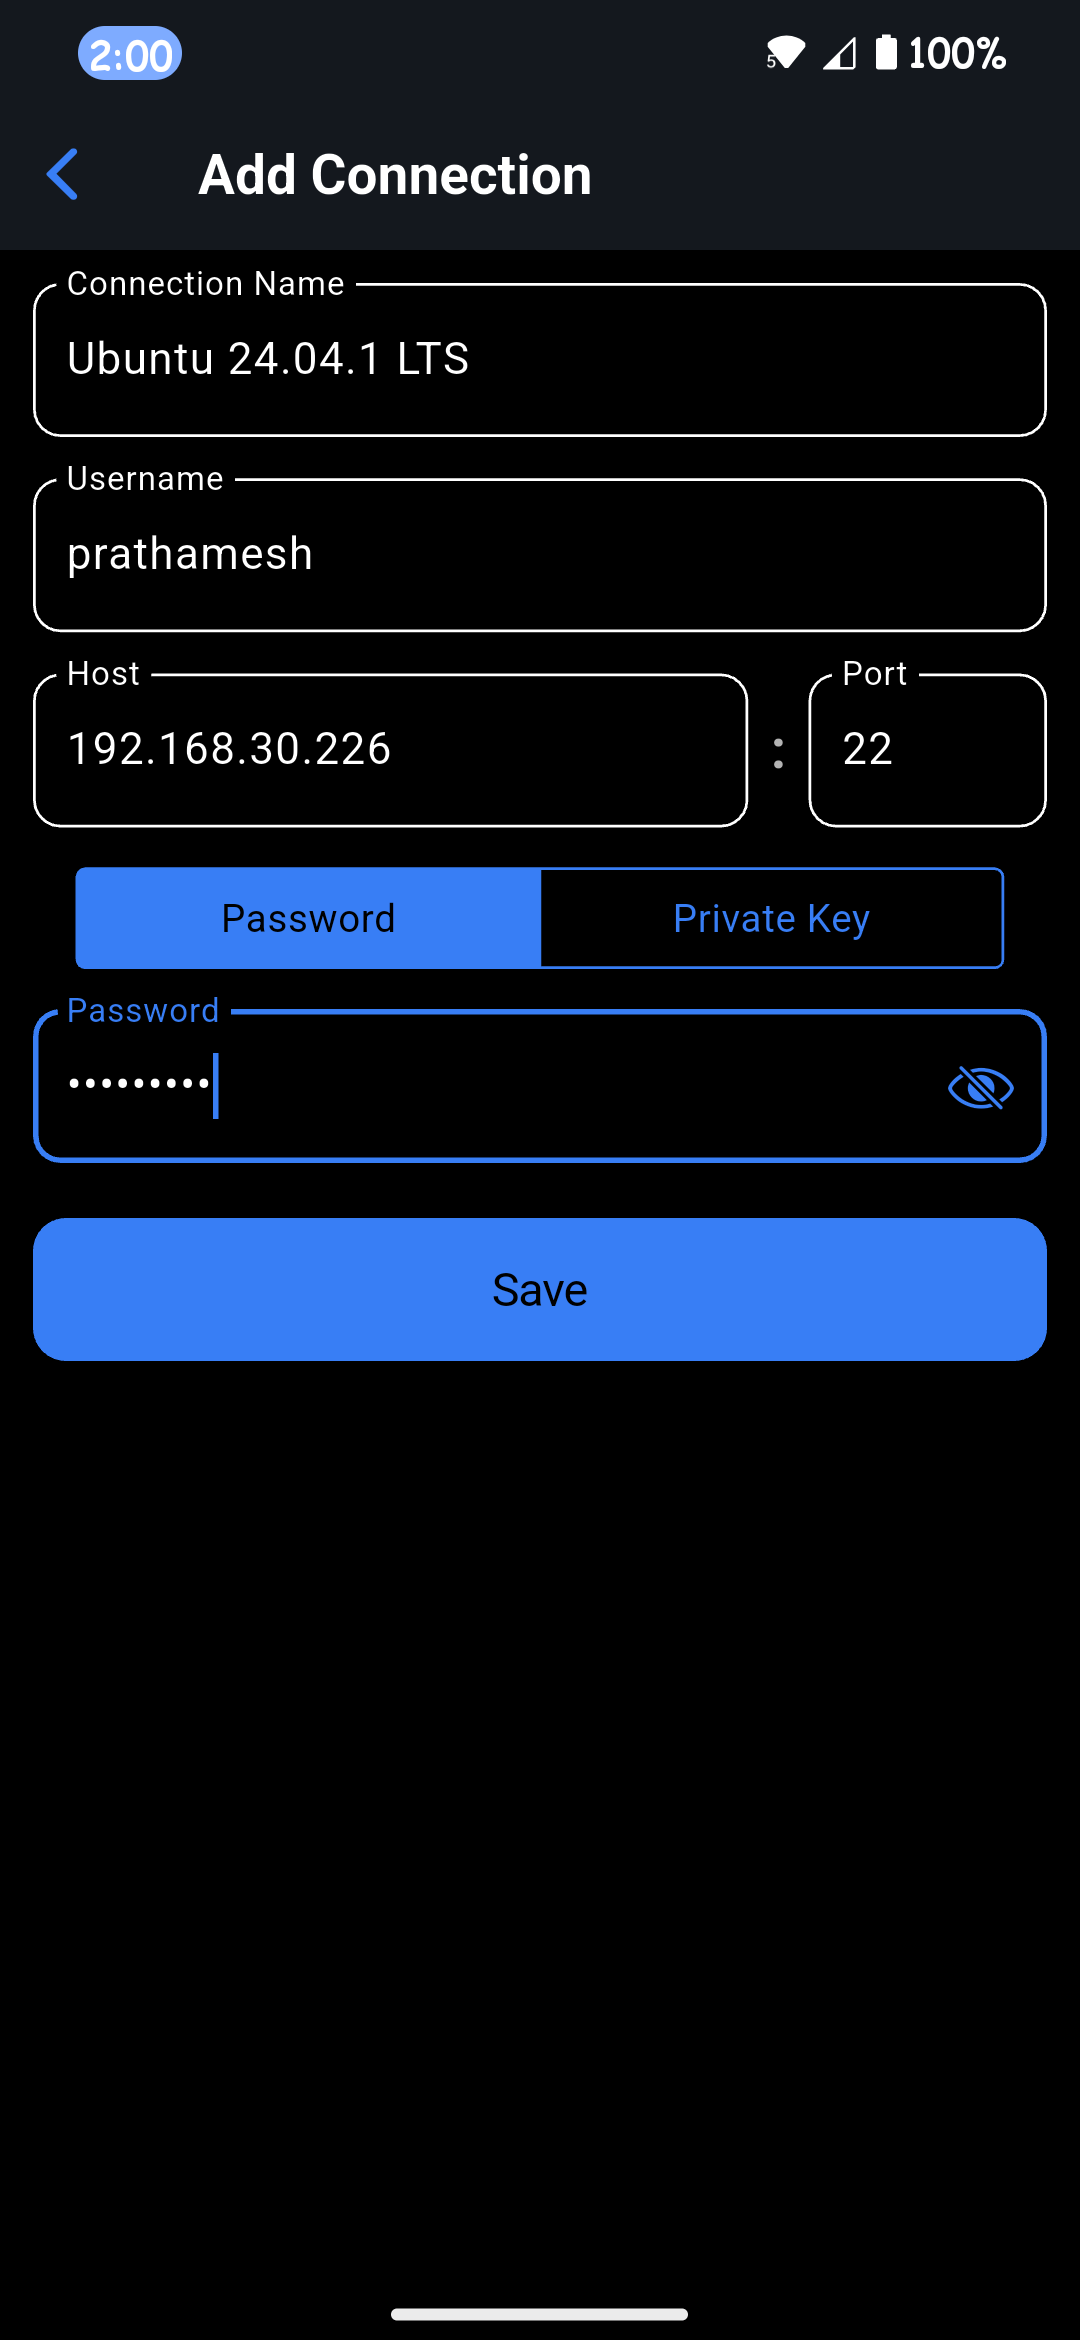 2:00
5
100%
Add Connection
Connection Name
Ubuntu 24.04.1 LTS
Username
prathamesh
Host
Port
192.168.30.226
:
22
Password
Private Key
Password
•••••••••
Save